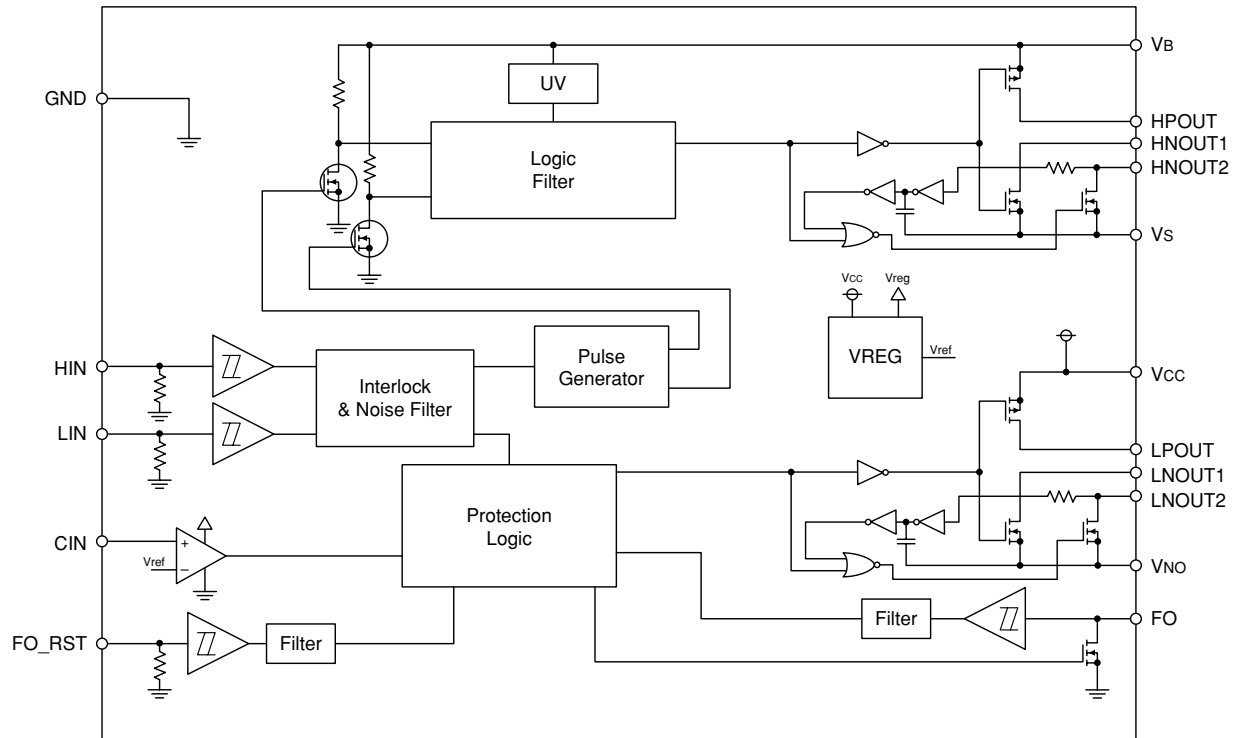 VB
GND
UV
HPOUT
HNOUT1
Logic
Filter
HNOUT2
VS
VCC
Vreg
VREG
Vref
HIN
Interlock
& Noise Filter
Pulse
Generator
VCC
LIN
LPOUT
LNOUT1
LNOUT2
Protection
Logic
CIN
+
Vref
−
VNO
Filter
FO
FO_RST
Filter